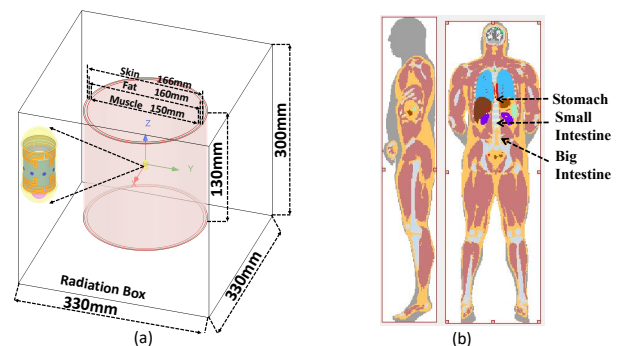 Skin 166mm
Fat 160mm
Muscle 150mm
Z
Y
130mm
300mm
Radiation Box
330mm
330mm
(a)
Stomach
Small
Intestine
Big
Intestine
(b)